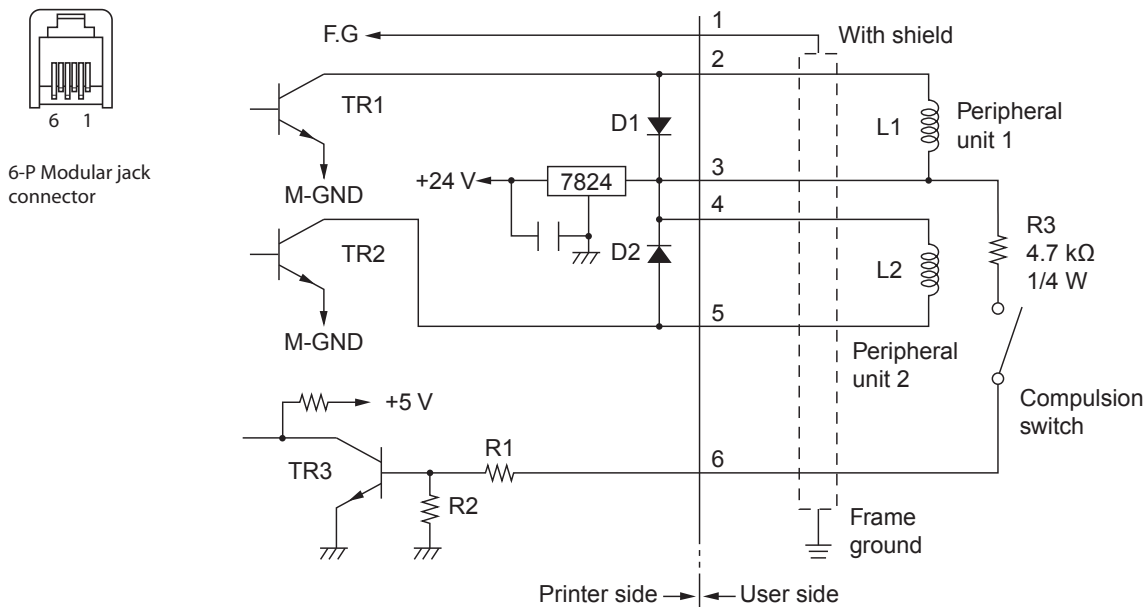 6 1
6-P Modular jack
connector
F.G
1
With shield
2
TR1
D1
L1
Peripheral
unit 1
M-GND
+24 V
7824
3
4
TR2
D2
L2
R3
4.7 kΩ
1/4 W
M-GND
5
Peripheral
unit 2
+5 V
Compulsion
switch
TR3
R1
6
R2
Frame
ground
Printer side
User side